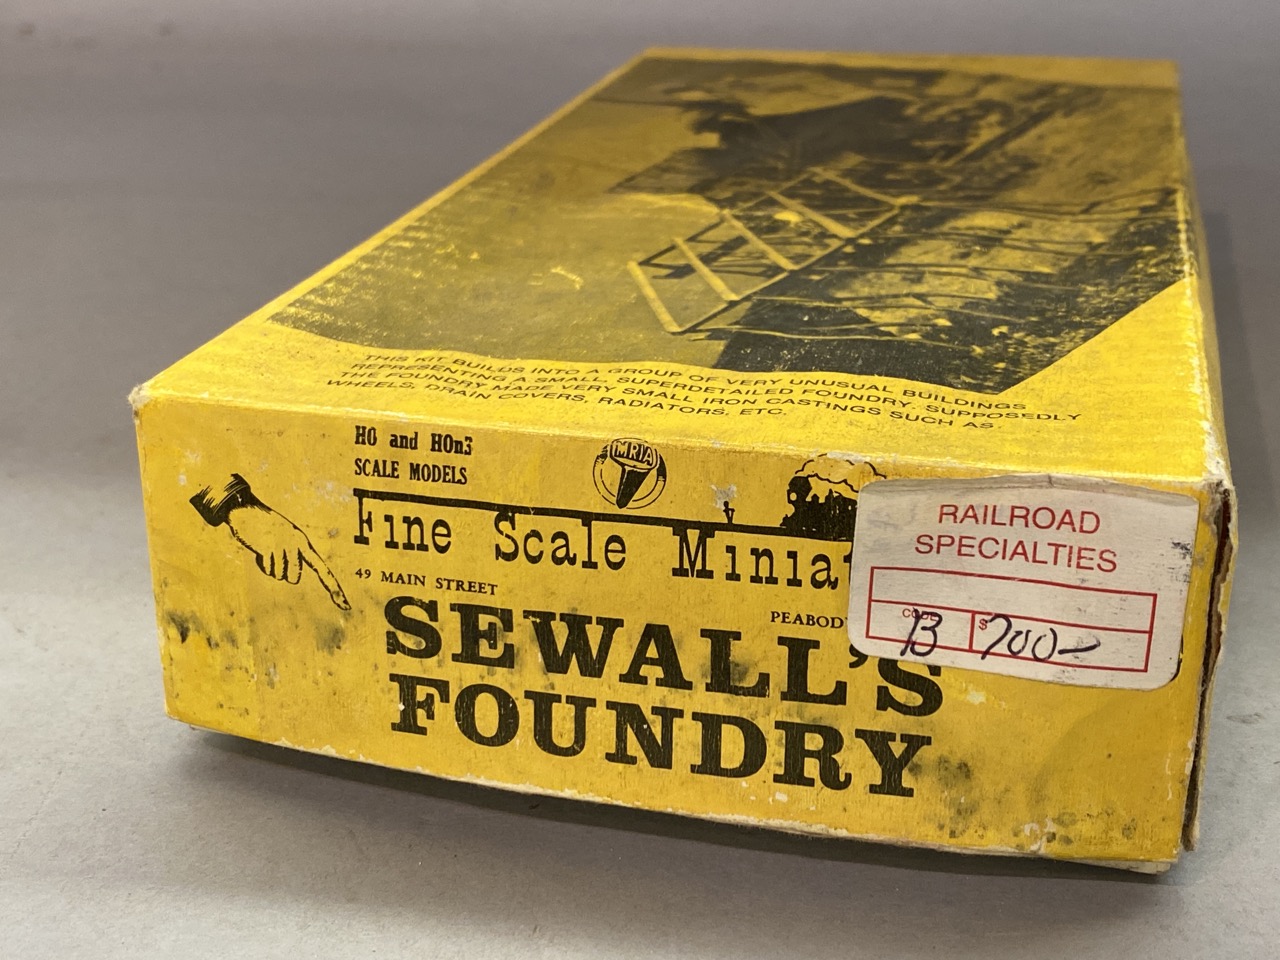 THIS KIT BUILDS INTO A GROUP OF VERY UNUSUAL BUILDINGS
REPRESENTING A SMALL, SUPERDETAILED FOUNDRY. SUPPOSEDLY
THE FOUNDRY MADE VERY SMALL IRON CASTINGS SUCH AS
WHEELS, DRAIN COVERS, RADIATORS, ETC.
HO and HOn3
SCALE MODELS
MRIA
Fine Scale Miniat
49 MAIN STREET
PEABODY
SEWALL'S
FOUNDRY
RAILROAD
SPECIALTIES
CODE
B
$700-